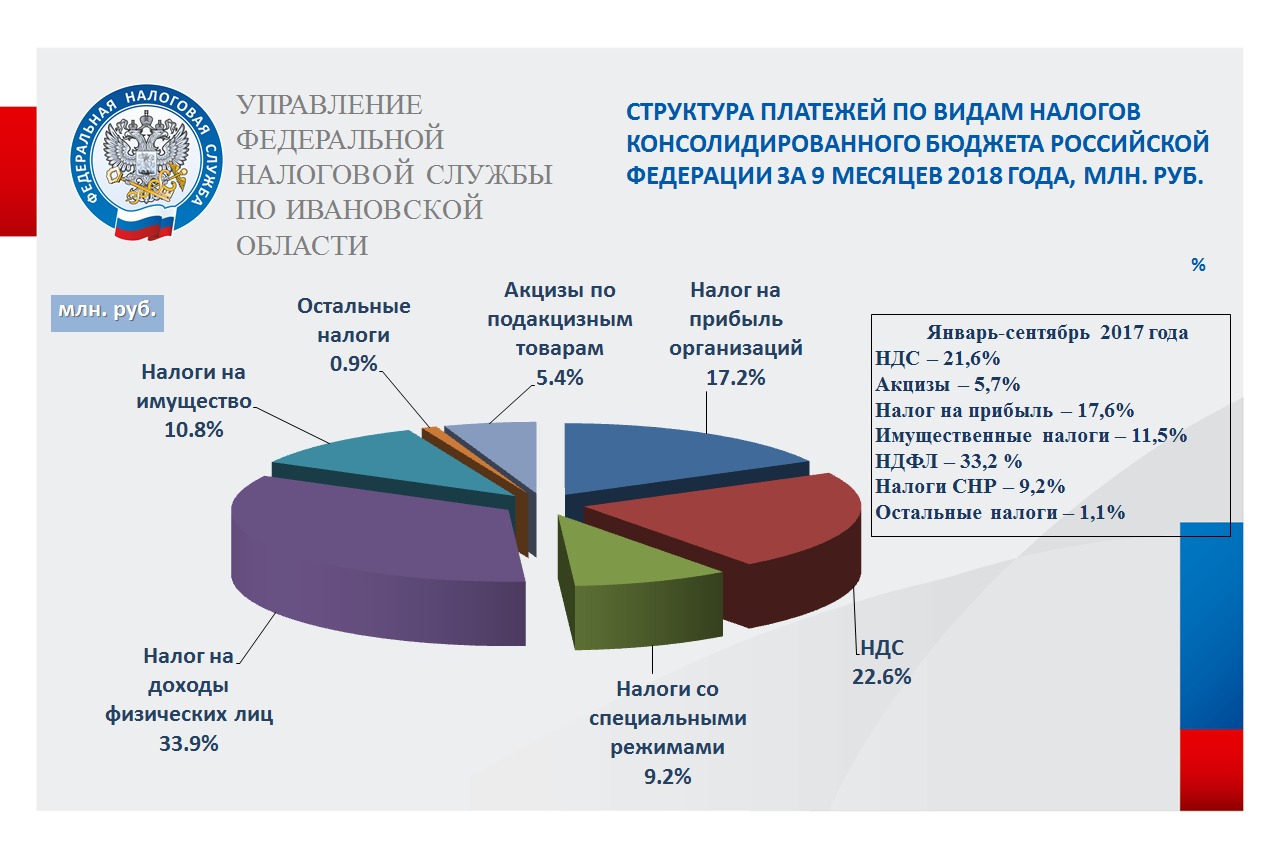 ФЕДЕРАЛЬНАЯ НАЛОГОВАЯ СЛУЖБА
УПРАВЛЕНИЕ
ФЕДЕРАЛЬНОЙ
НАЛОГОВОЙ СЛУЖБЫ
ПО ИВАНОВСКОЙ
ОБЛАСТИ
СТРУКТУРА ПЛАТЕЖЕЙ ПО ВИДАМ НАЛОГОВ
КОНСОЛИДИРОВАННОГО БЮДЖЕТА РОССИЙСКОЙ
ФЕДЕРАЦИИ ЗА 9 МЕСЯЦЕВ 2018 ГОДА, МЛН. РУБ.
%
млн. руб.
Остальные
налоги
0.9%
Акцизы по
подакцизным
товарам
5.4%
Налог на
прибыль
организаций
17.2%
Налоги на
имущество
10.8%
Январь-сентябрь 2017 года
НДС – 21,6%
Акцизы – 5,7%
Налог на прибыль – 17,6%
Имущественные налоги – 11,5%
НДФЛ – 33,2 %
Налоги СНР – 9,2%
Остальные налоги – 1,1%
Налог на
доходы
физических лиц
33.9%
Налоги со
специальными
режимами
9.2%
НДС
22.6%